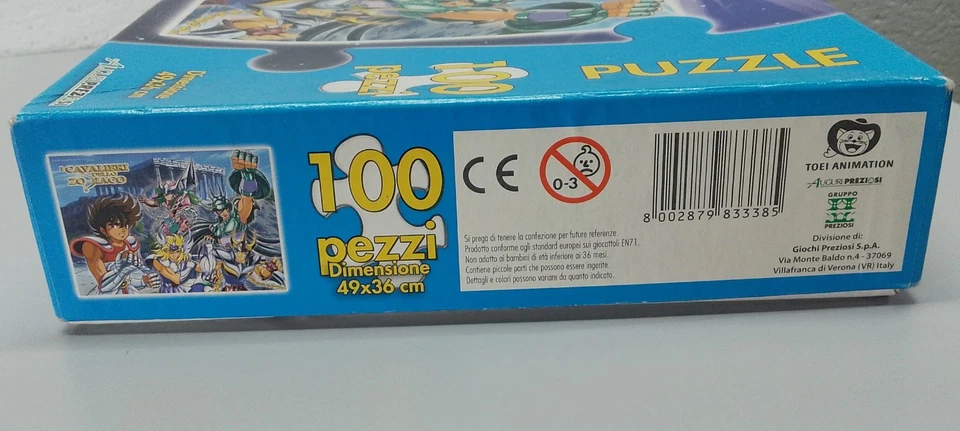 PUZZLE
100
pezzi
Dimensione
49x36 cm
I CAVALIERI
DELLO
ZODIACO
100
pezzi
Dimensione
49x36 cm
CE
0-3
Si prega di tenere la confezione per future referenze.
Prodotto conforme agli standard europei sui giocattoli EN71.
Non adatto ai bambini di età inferiore ai 36 mesi.
Contiene piccole parti che possono essere ingerite.
Dettagli e colori possono variare da quanto indicato.
8 002879 833385
TOEI ANIMATION
AUGURI PREZIOSI
GRUPPO
PREZIOSI
Divisione di:
Giochi Preziosi S.p.A.
Via Monte Baldo n.4 - 37069
Villafranca di Verona (VR) Italy